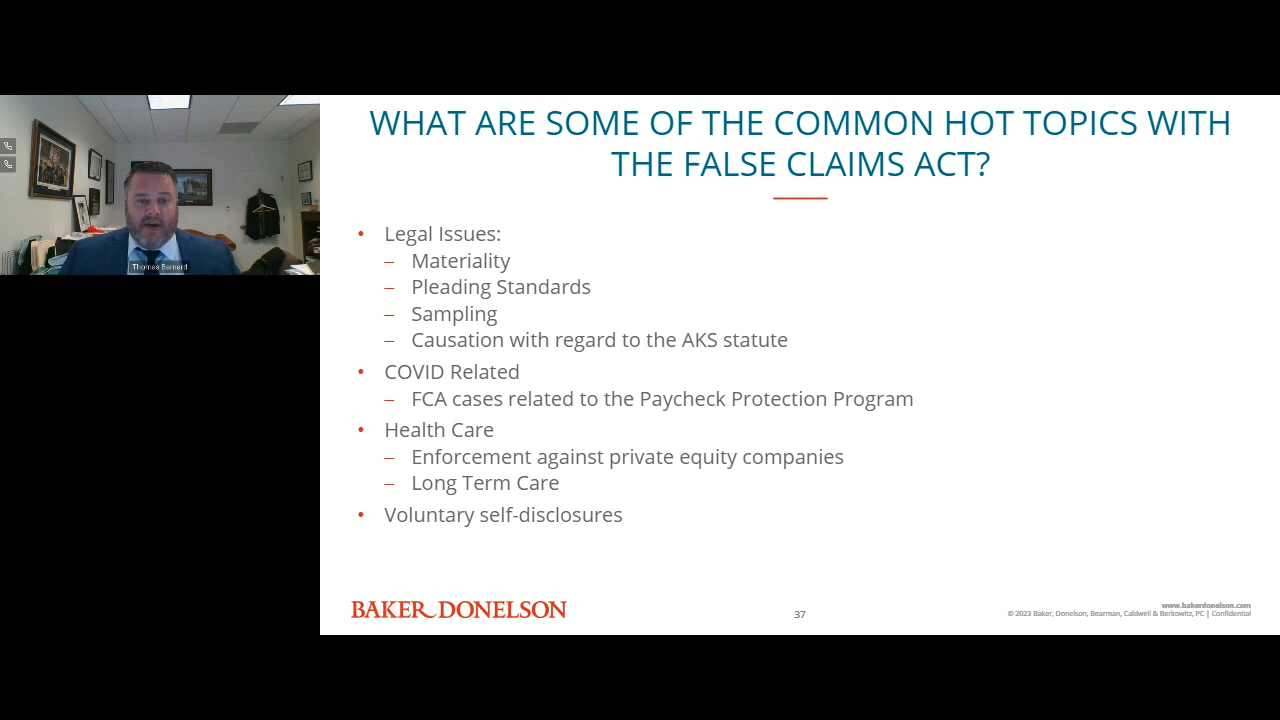 WHAT ARE SOME OF THE COMMON HOT TOPICS WITH
THE FALSE CLAIMS ACT?
• Legal Issues:
– Materiality
– Pleading Standards
– Sampling
– Causation with regard to the AKS statute
• COVID Related
– FCA cases related to the Paycheck Protection Program
• Health Care
– Enforcement against private equity companies
– Long Term Care
• Voluntary self-disclosures
Thomas Barnard
BAKER DONELSON
37
www.bakerdonelson.com
© 2023 Baker, Donelson, Bearman, Caldwell & Berkowitz, PC | Confidential